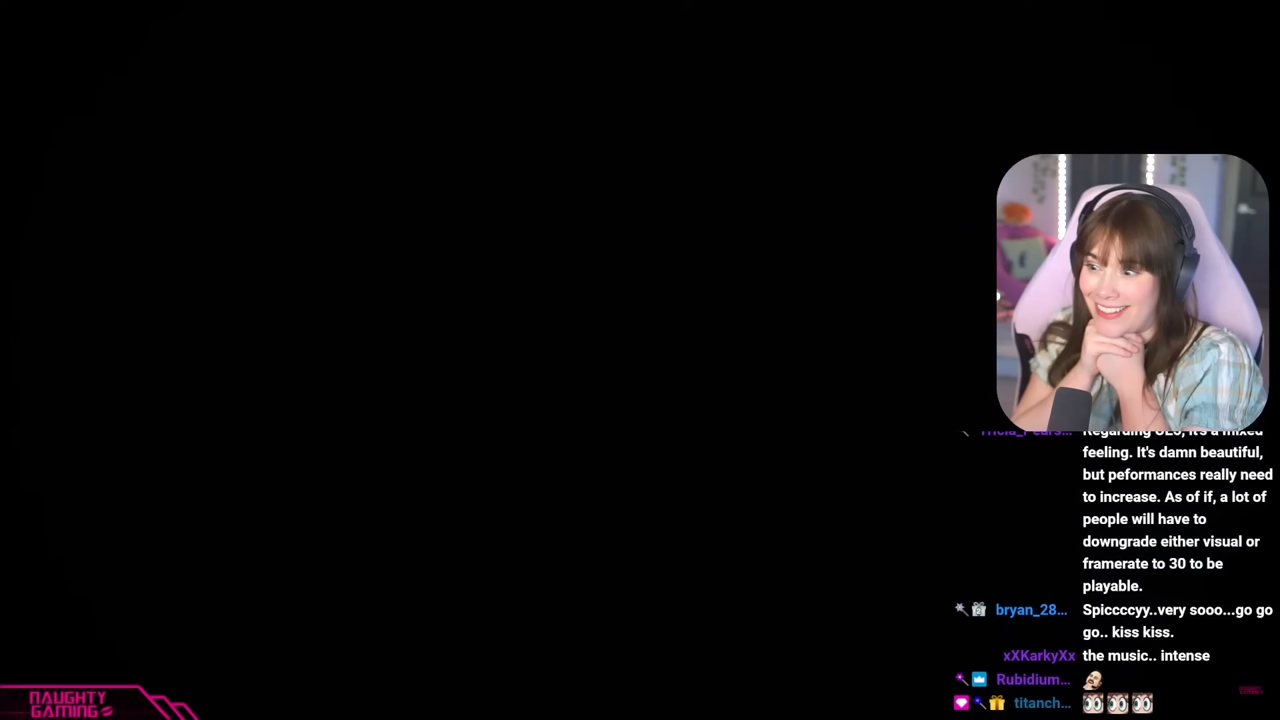 Regarding UE5, it's a mixed
feeling. It's damn beautiful,
but peformances really need
to increase. As of if, a lot of
people will have to
downgrade either visual or
framerate to 30 to be
playable.
bryan_28... Spiccccyy..very sooo...go go
go.. kiss kiss.
xXKarkyXx the music.. intense
Rubidium...
titanch...
NAUGHTY
GAMING